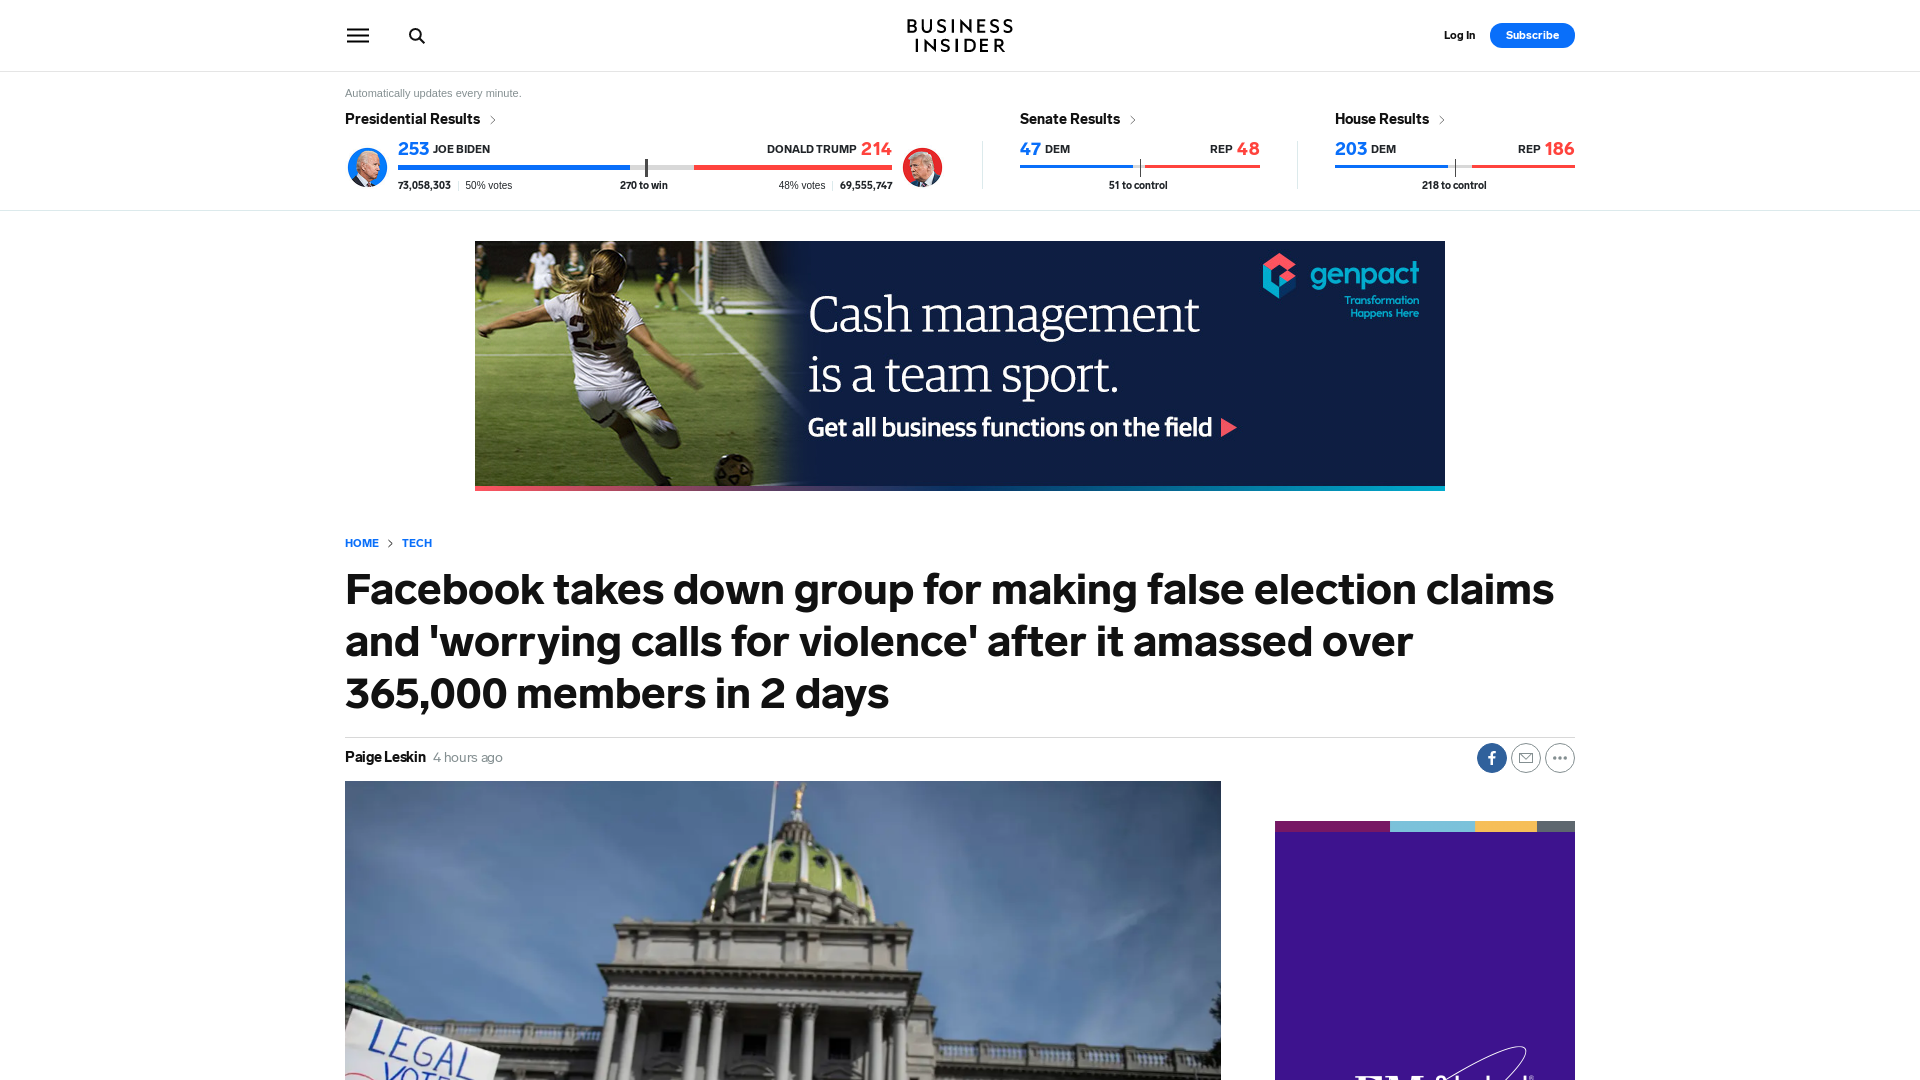 BUSINESS
INSIDER
Log In
Subscribe
Automatically updates every minute.
Presidential Results
253 JOE BIDEN
DONALD TRUMP 214
73,058,303 50% votes
270 to win
48% votes 69,555,747
Senate Results
47 DEM
REP 48
51 to control
House Results
203 DEM
REP 186
218 to control
genpact
Transformation
Happens Here
Cash management
is a team sport.
Get all business functions on the field
22
HOME
TECH
Facebook takes down group for making false election claims
and 'worrying calls for violence' after it amassed over
365,000 members in 2 days
Paige Leskin 4 hours ago
LEGAL